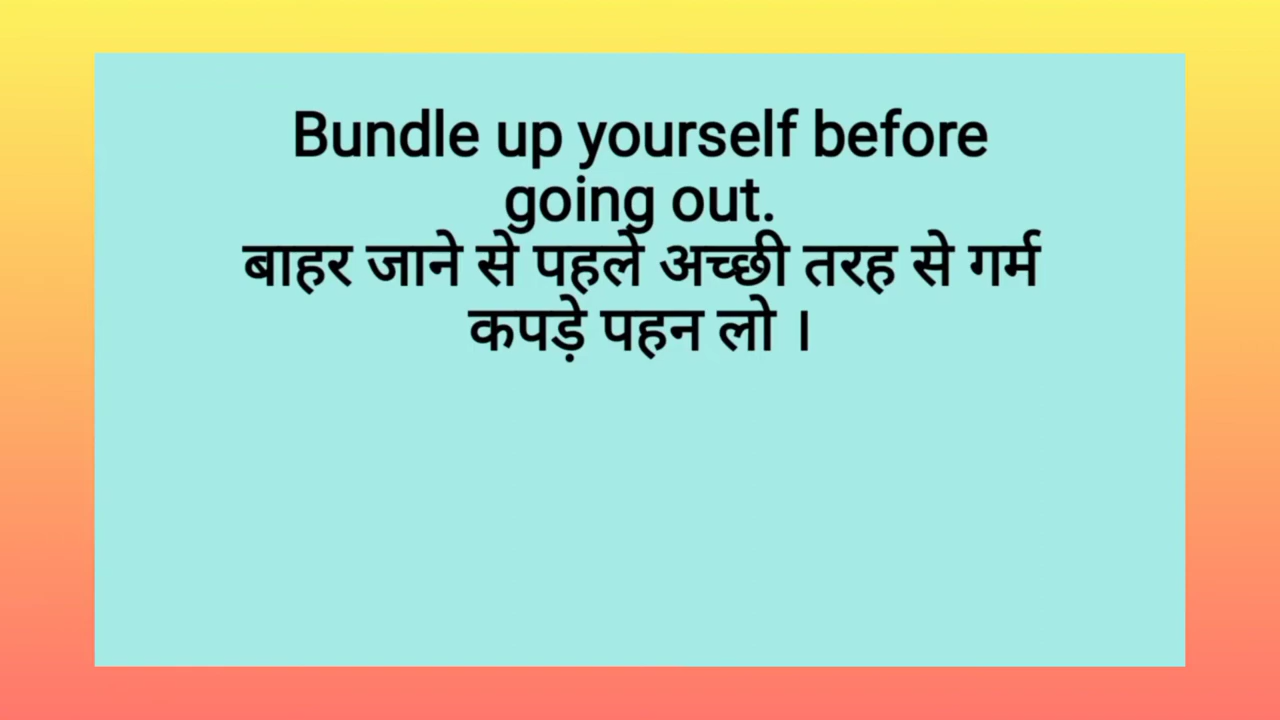 Bundle up yourself before
going out.
बाहर जाने से पहले अच्छी तरह से गर्म
कपड़े पहन लो ।